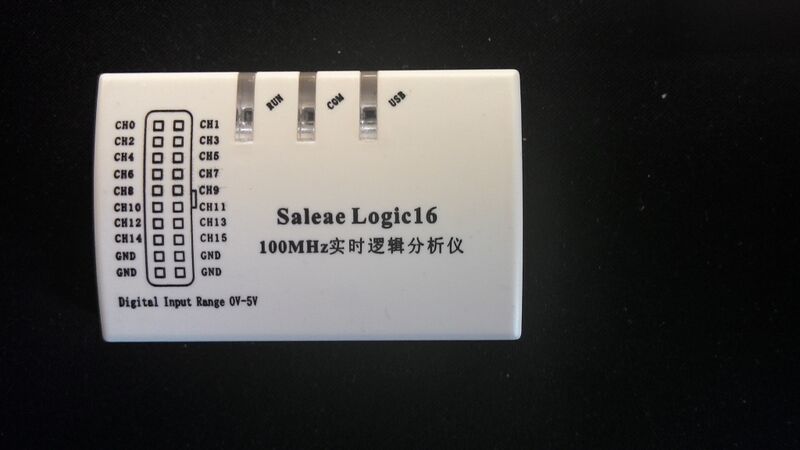 RUN COM USB
CH0 CH1
CH2 CH3
CH4 CH5
CH6 CH7
CH8 CH9
CH10 CH11
CH12 CH13
CH14 CH15
GND GND
GND GND
Saleae Logic16
100MHz实时逻辑分析仪
Digital Input Range 0V-5V